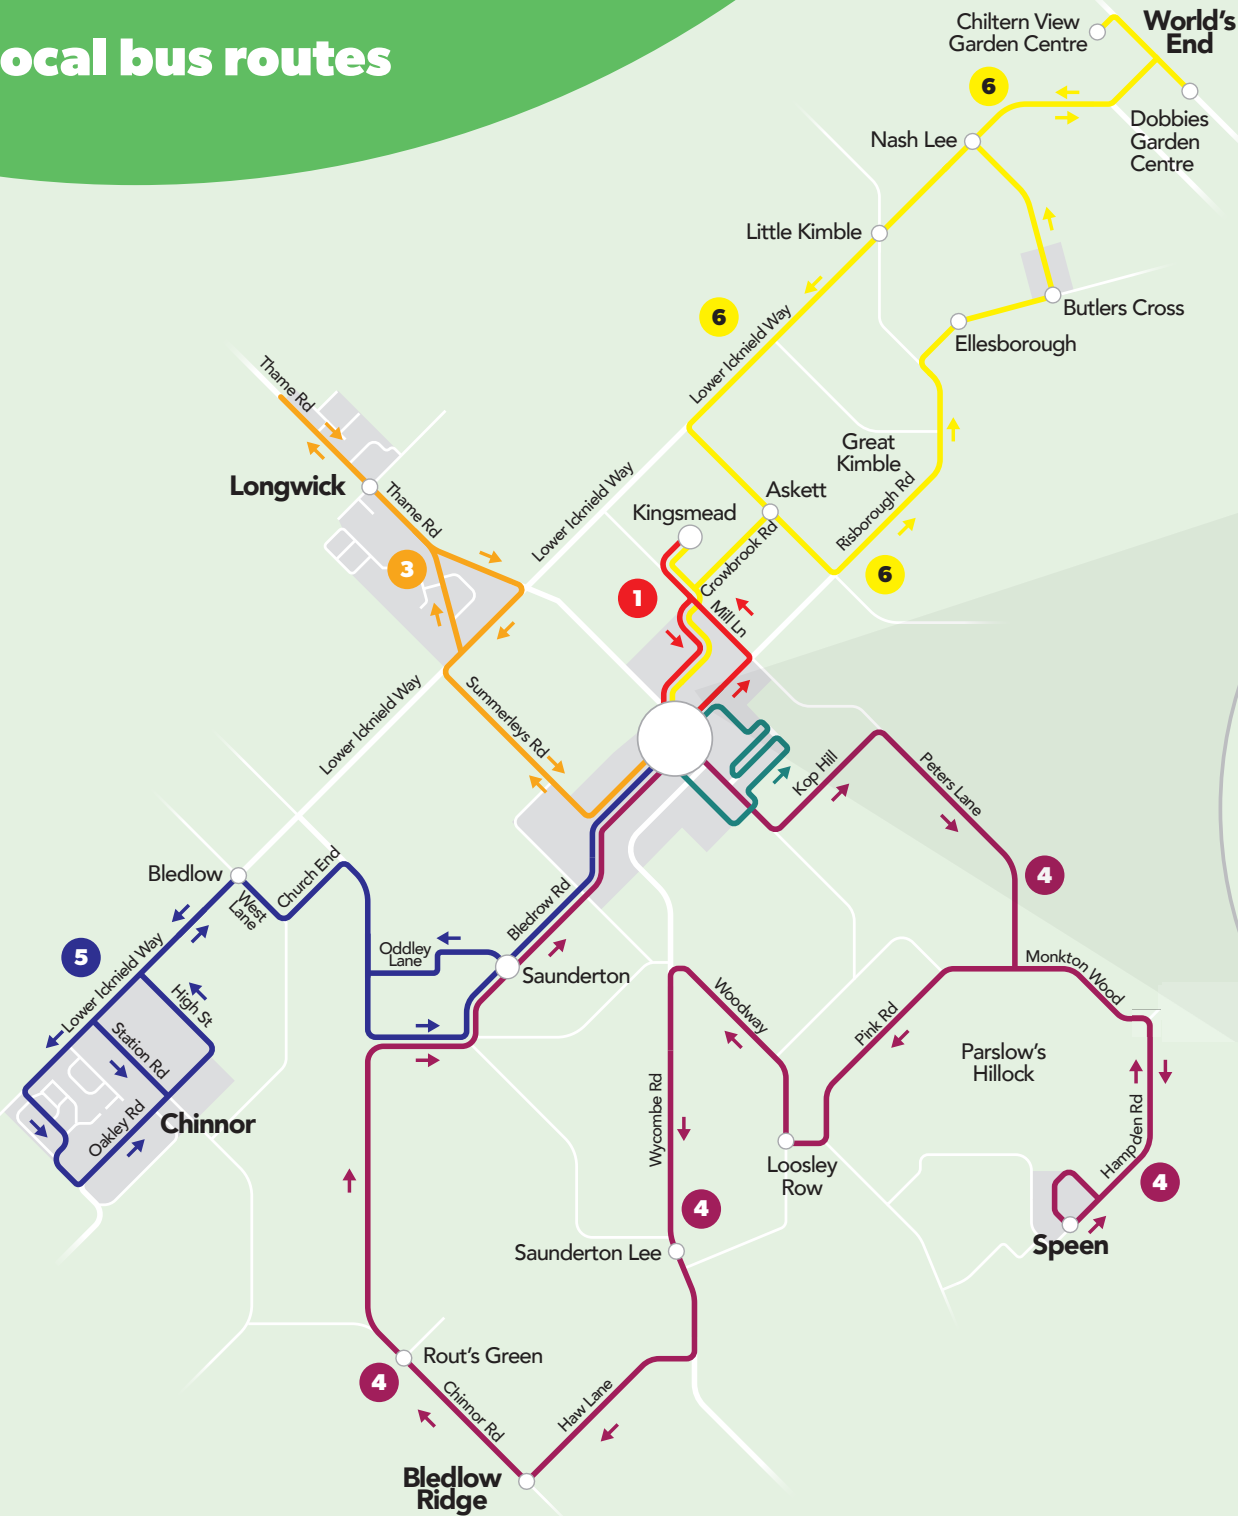 ocal bus routes
Chiltern View
Garden Centre
World's
End
6
Dobbies
Garden
Centre
Nash Lee
Little Kimble
Butlers Cross
6
Lower Icknield Way
Ellesborough
Thame Rd
Great
Kimble
Longwick
Thame Rd
Lower Icknield Way
Askett
Kingsmead
Risborough Rd
Crowbrook Rd
3
6
1
Mill Ln
Lower Icknield Way
Summerleys Rd
Kop Hill
Peters Lane
Bledlow
Church End
West
Lane
4
Bledrow Rd
5
Lower Icknield Way
Oddley
Lane
Saunderton
Monkton Wood
High St
Woodway
Pink Rd
Station Rd
Parslow's
Hillock
Oakley Rd
Chinnor
Wycombe Rd
Hampden Rd
Loosley
Row
4
4
Speen
Saunderton Lee
Rout's Green
4
Chinnor Rd
Haw Lane
Bledlow
Ridge